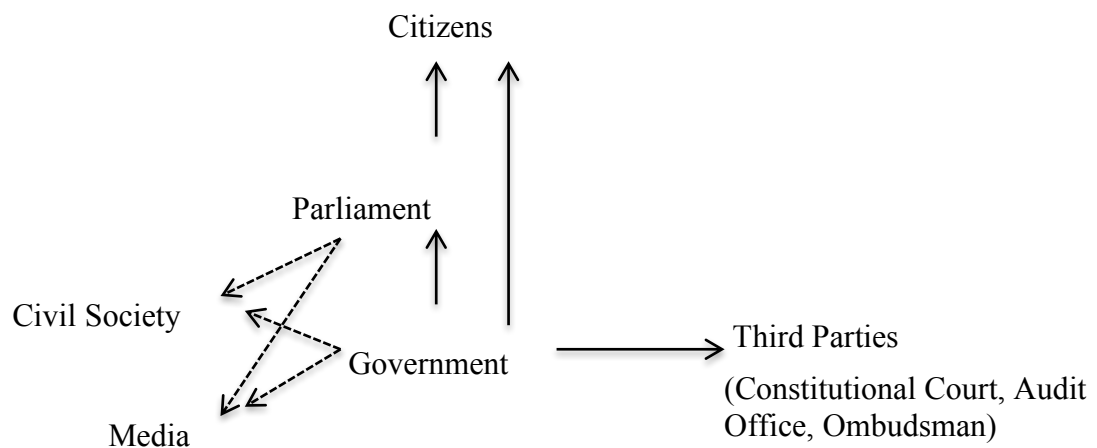 Citizens
Parliament
Civil Society
Government
Third Parties
(Constitutional Court, Audit
Office, Ombudsman)
Media